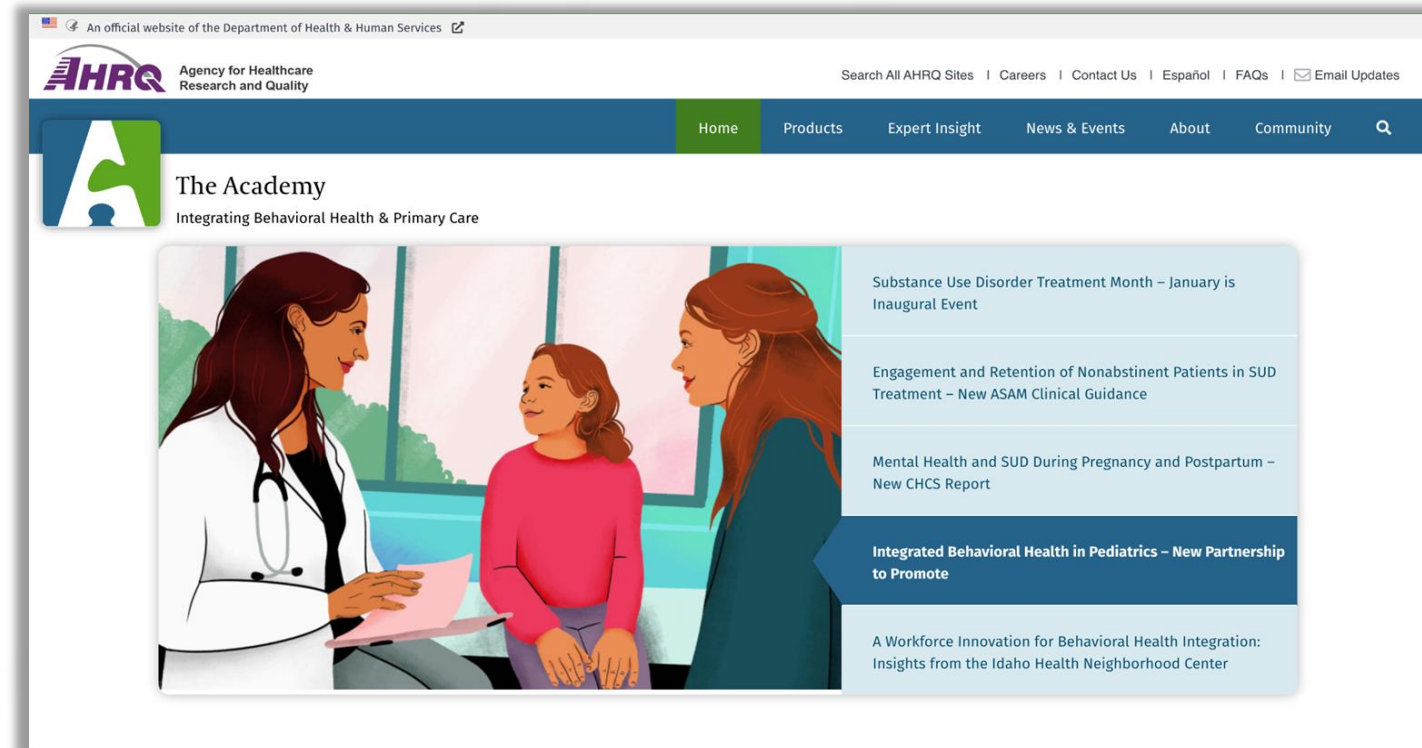 An official website of the Department of Health & Human Services
AHRQ
Agency for Healthcare
Research and Quality
Search All AHRQ Sites | Careers | Contact Us | Español | FAQs | Email Updates
Home Products Expert Insight News & Events About Community
The Academy
Integrating Behavioral Health & Primary Care
Substance Use Disorder Treatment Month – January is
Inaugural Event
Engagement and Retention of Nonabstinent Patients in SUD
Treatment – New ASAM Clinical Guidance
Mental Health and SUD During Pregnancy and Postpartum –
New CHCS Report
Integrated Behavioral Health in Pediatrics – New Partnership
to Promote
A Workforce Innovation for Behavioral Health Integration:
Insights from the Idaho Health Neighborhood Center